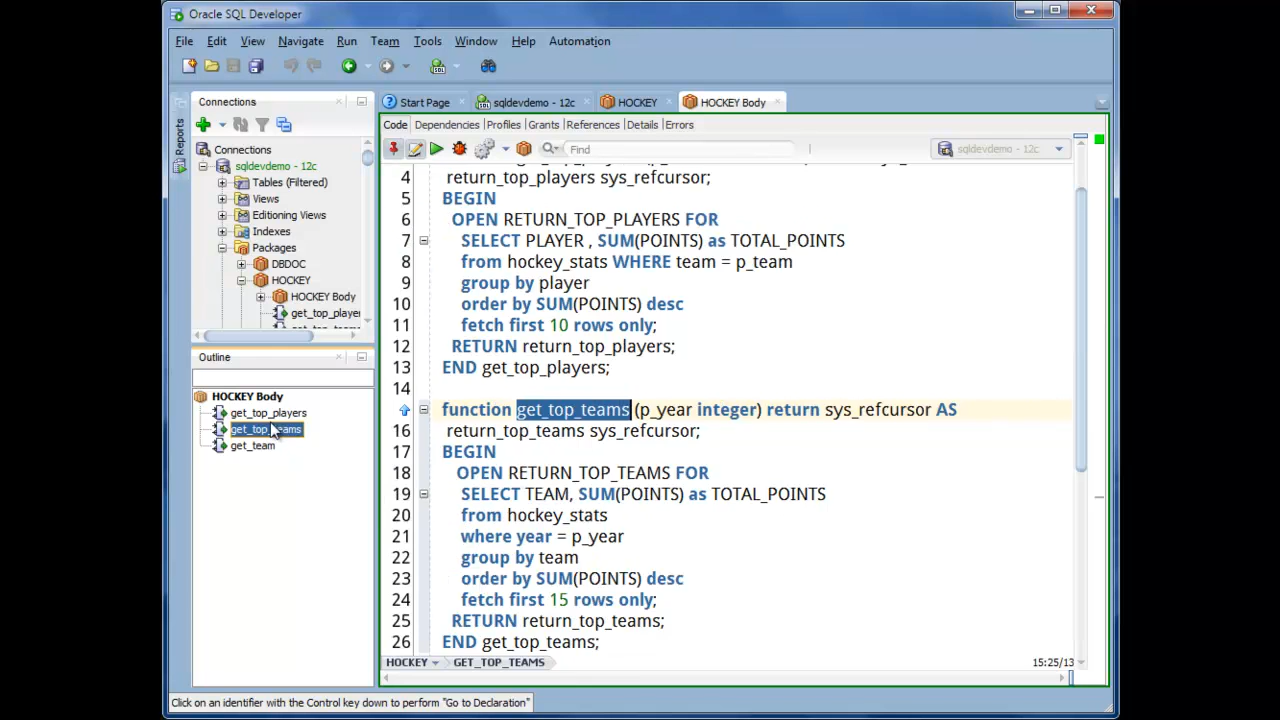 Oracle SQL Developer
File Edit View Navigate Run Team Tools Window Help Automation
Connections
Start Page sqldevdemo - 12c HOCKEY HOCKEY Body
Code Dependencies Profiles Grants References Details Errors
Find
sqldevdemo - 12c
Reports
Connections
sqldevdemo - 12c
Tables (Filtered)
Views
Editioning Views
Indexes
Packages
DBDOC
HOCKEY
HOCKEY Body
get_player
Outline
HOCKEY Body
get_top_players
get_top_teams
get_team
4 return_top_players sys_refcursor;
5 BEGIN
6 OPEN RETURN_TOP_PLAYERS FOR
7 SELECT PLAYER , SUM(POINTS) as TOTAL_POINTS
8 from hockey_stats WHERE team = p_team
9 group by player
10 order by SUM(POINTS) desc
11 fetch first 10 rows only;
12 RETURN return_top_players;
13 END get_top_players;
14
function get_top_teams (p_year integer) return sys_refcursor AS
16 return_top_teams sys_refcursor;
17 BEGIN
18 OPEN RETURN_TOP_TEAMS FOR
19 SELECT TEAM, SUM(POINTS) as TOTAL_POINTS
20 from hockey_stats
21 where year = p_year
22 group by team
23 order by SUM(POINTS) desc
24 fetch first 15 rows only;
25 RETURN return_top_teams;
26 END get_top_teams;
HOCKEY GET_TOP_TEAMS 15:25/13
Click on an identifier with the Control key down to perform "Go to Declaration"